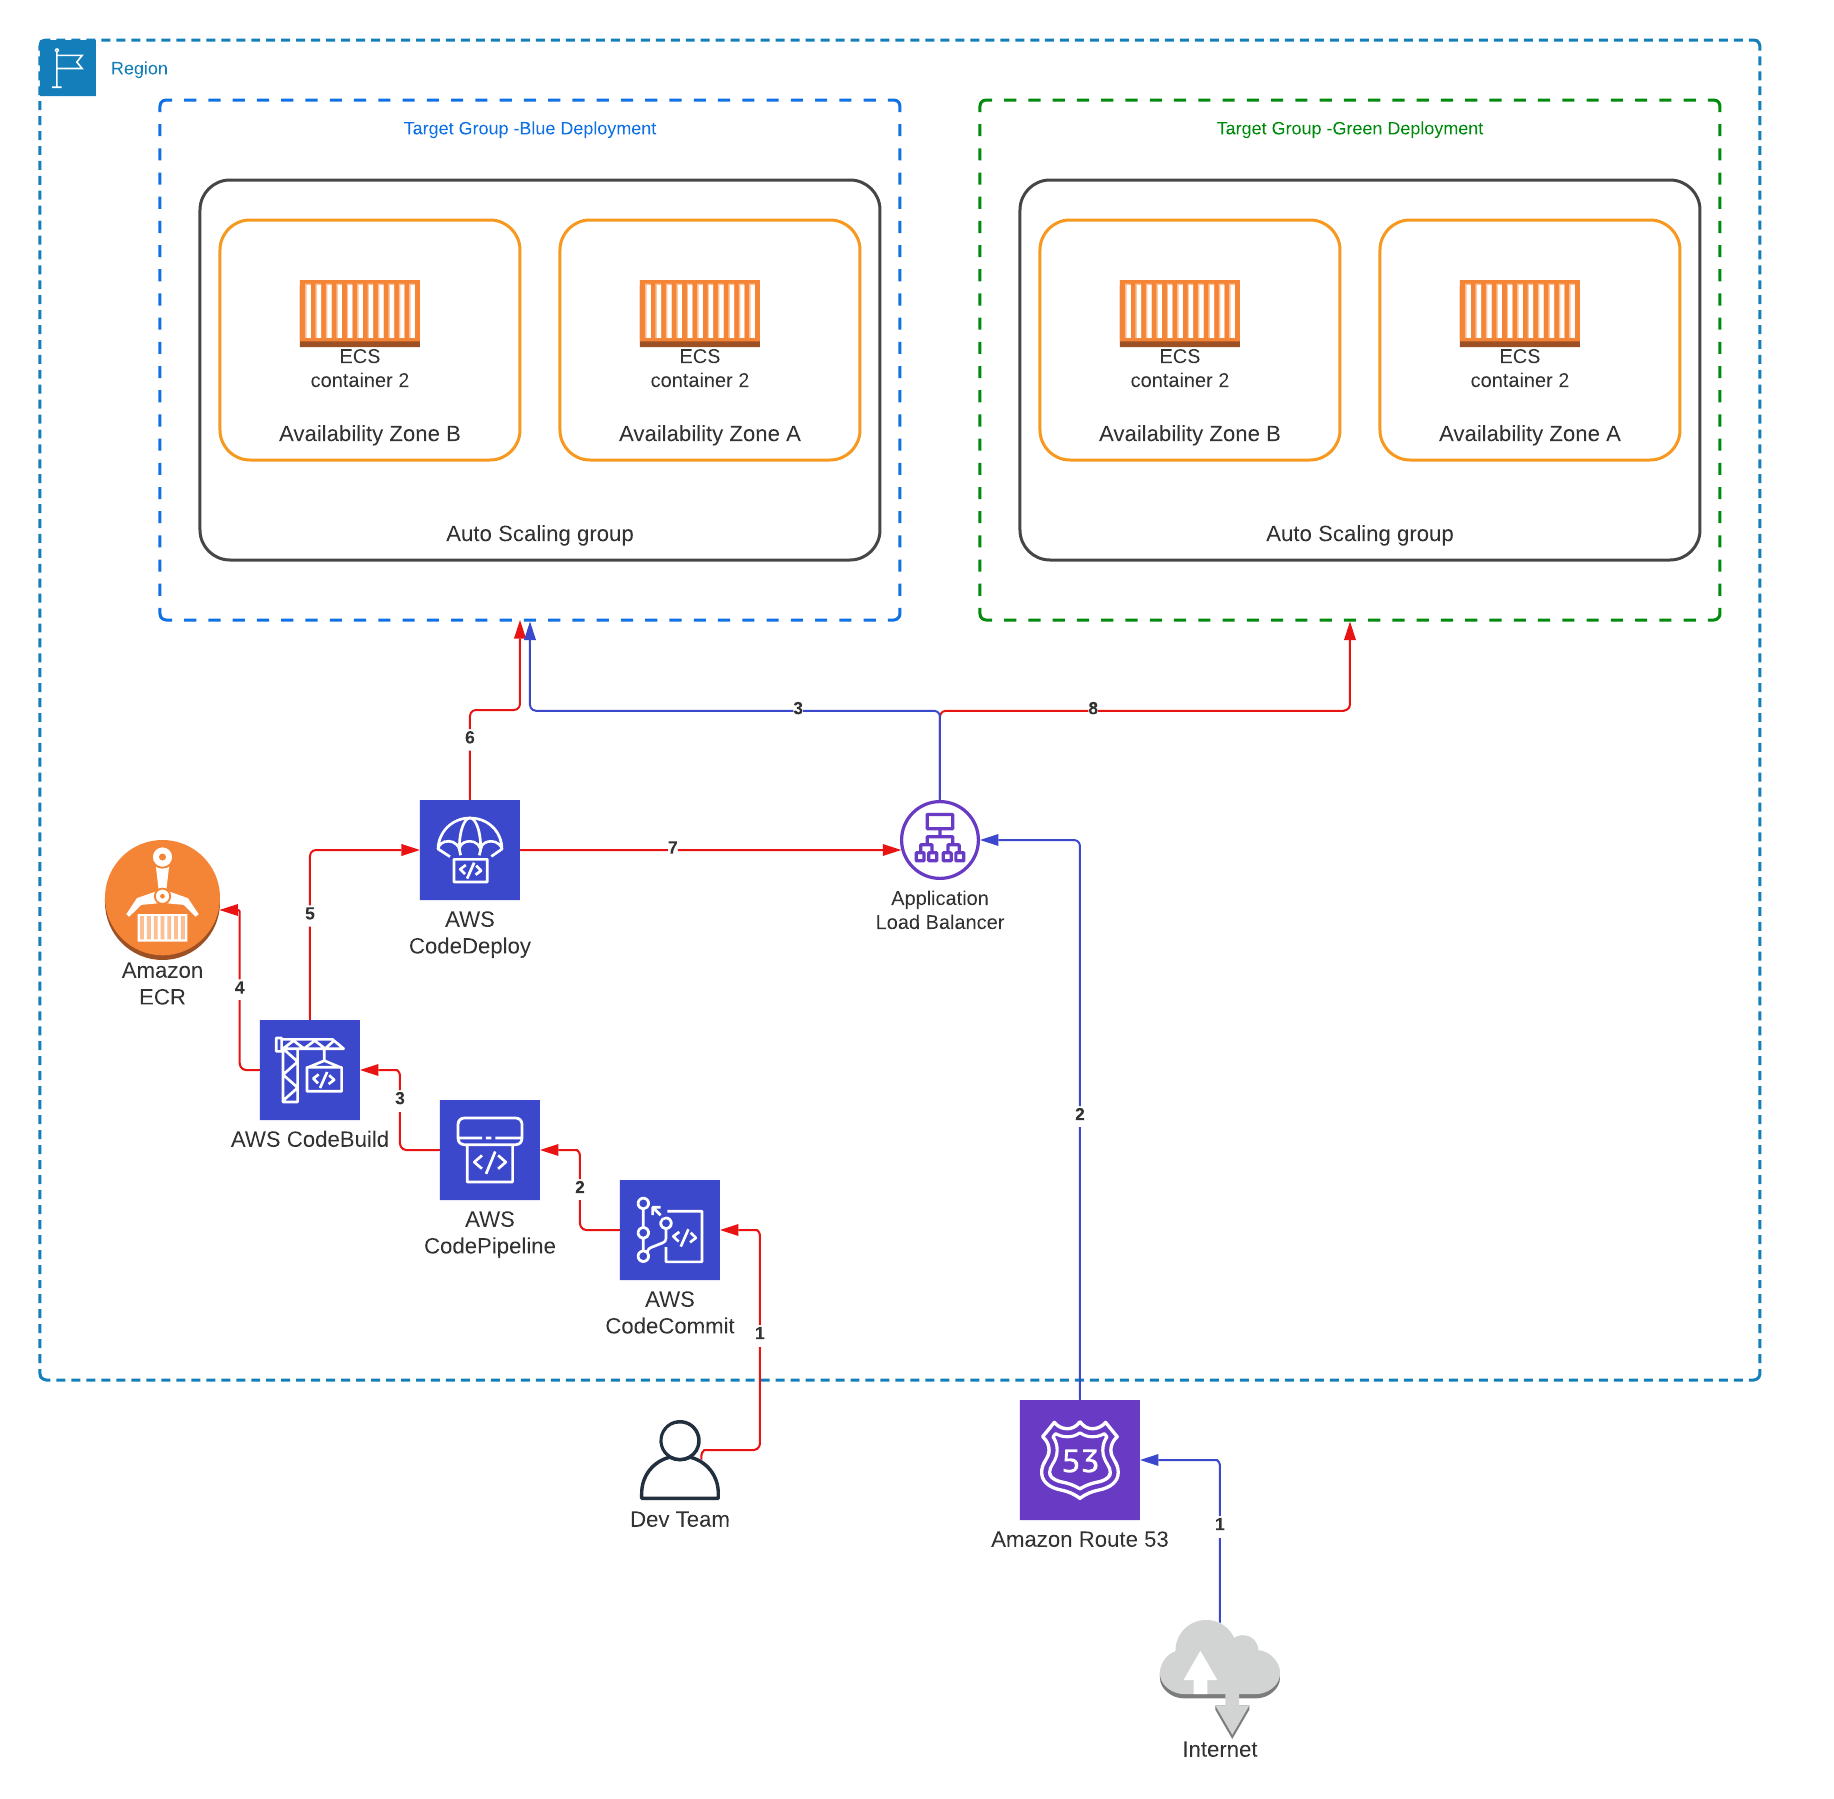 Region
Target Group -Blue Deployment
Target Group -Green Deployment
ECS
container 2
Availability Zone B
ECS
container 2
Availability Zone A
Auto Scaling group
ECS
container 2
Availability Zone B
ECS
container 2
Availability Zone A
Auto Scaling group
3
8
6
7
5
AWS
CodeDeploy
Application
Load Balancer
Amazon
ECR
4
AWS CodeBuild
3
AWS
CodePipeline
2
AWS
CodeCommit
1
2
Dev Team
53
Amazon Route 53
1
Internet